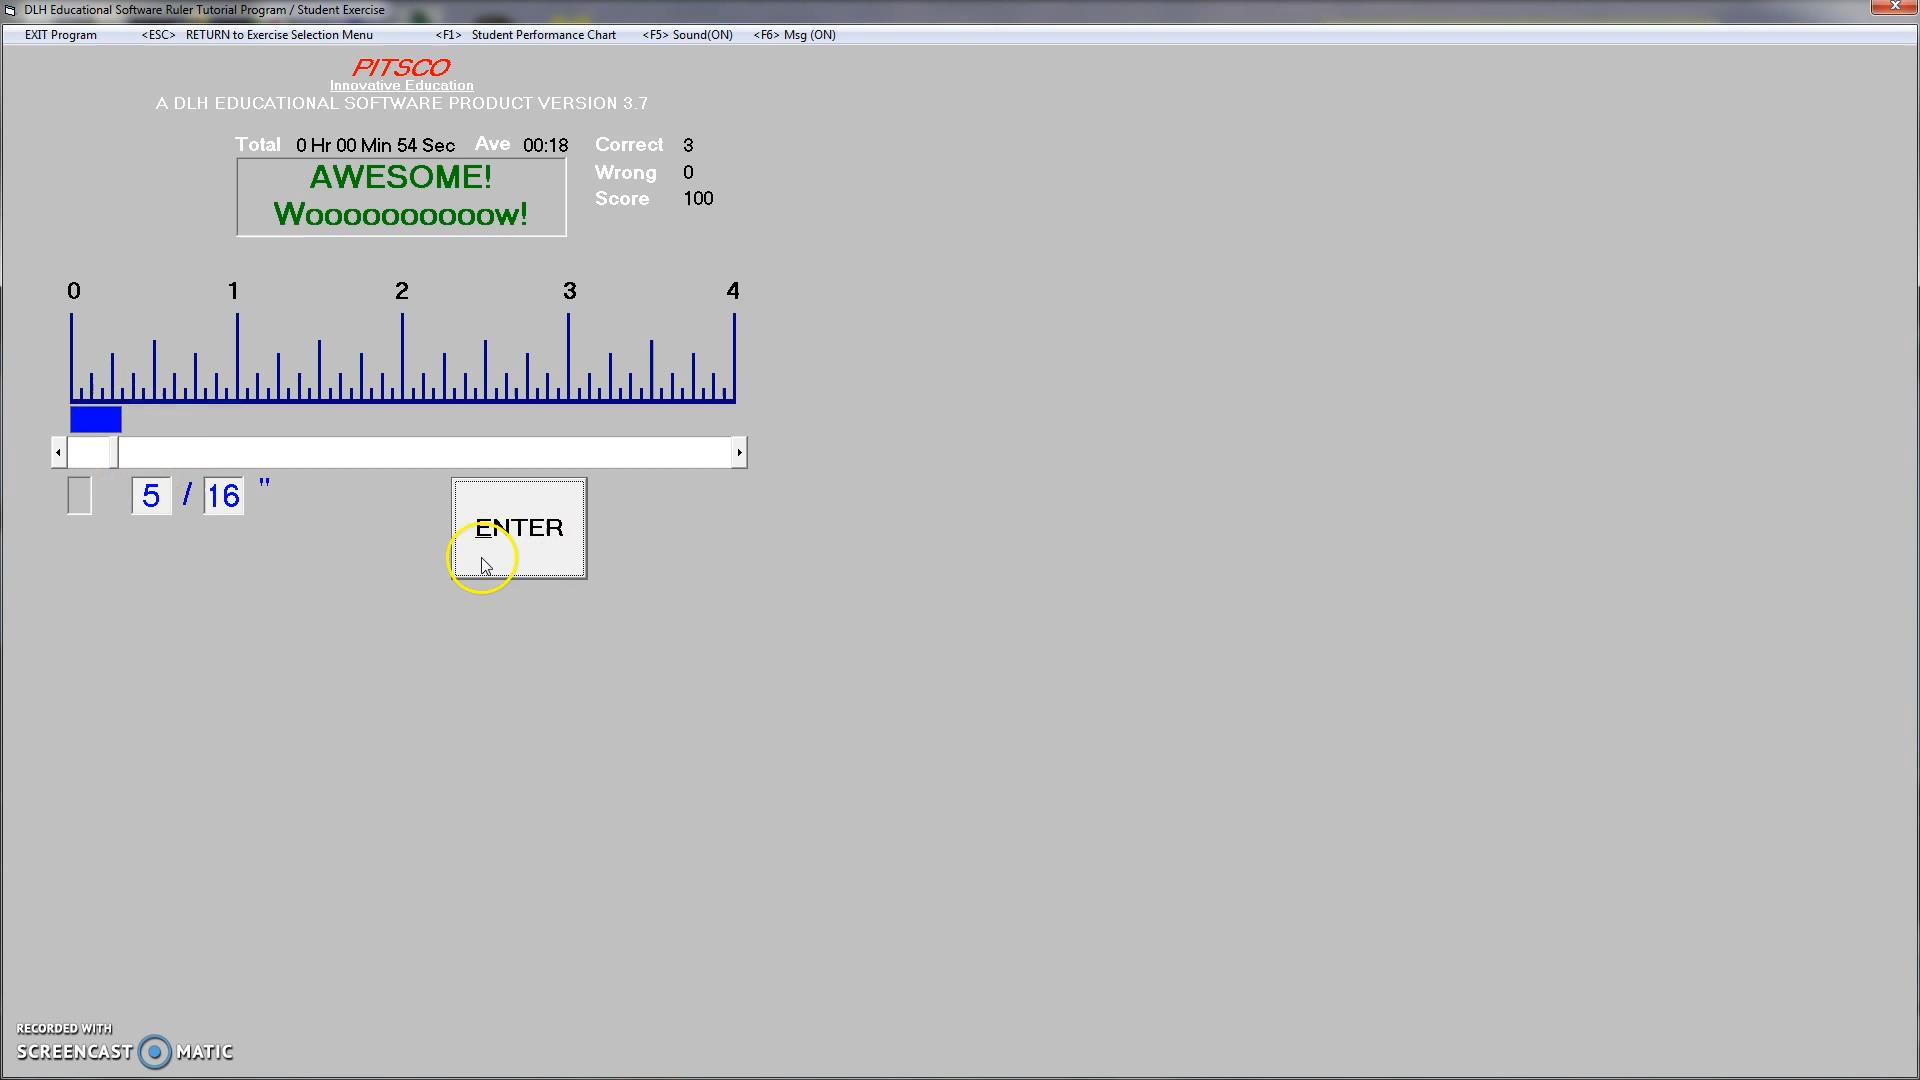 DLH Educational Software Ruler Tutorial Program / Student Exercise
EXIT Program <ESC> RETURN to Exercise Selection Menu <F1> Student Performance Chart <F5> Sound(ON) <F6> Msg (ON)
PITSCO
Innovative Education
A DLH EDUCATIONAL SOFTWARE PRODUCT VERSION 3.7
Total 0 Hr 00 Min 54 Sec Ave 00:18 Correct 3
Wrong 0
Score 100
AWESOME!
Woooooooooow!
0 1 2 3 4
5 / 16 "
ENTER
RECORDED WITH
SCREENCAST MATIC